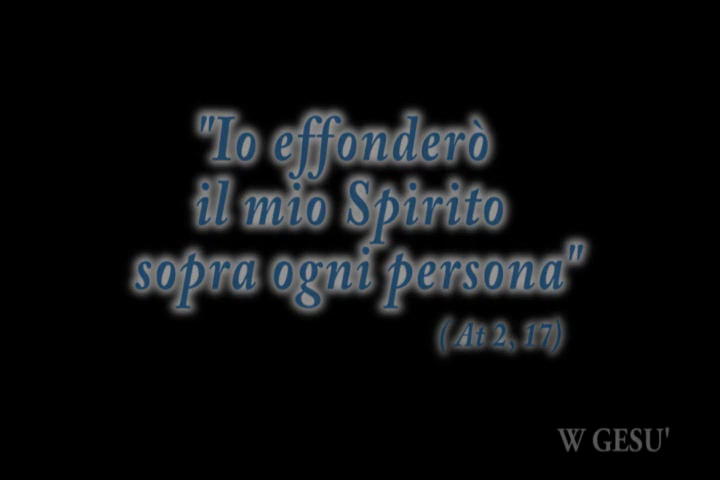 "Io effonderò
il mio Spirito
sopra ogni persona"
( At 2, 17)
W GESU'